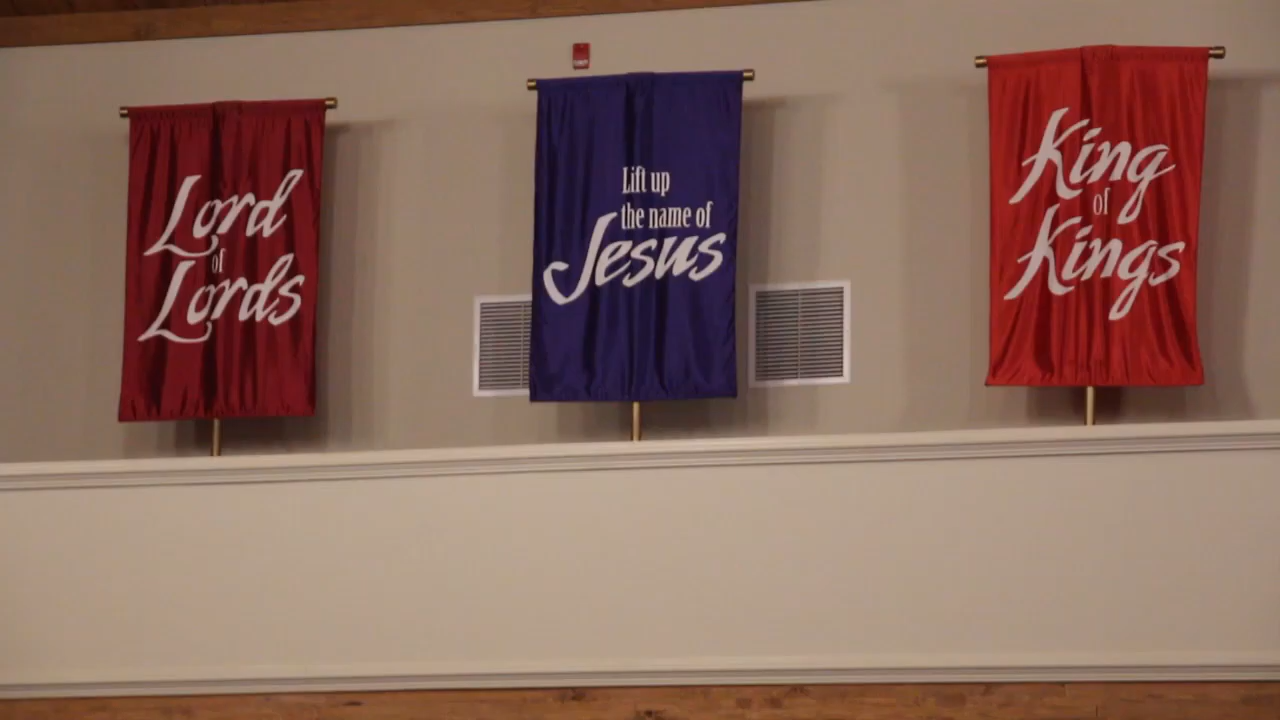 Lord
of
Lords
Lift up
the name of
Jesus
King
of
Kings